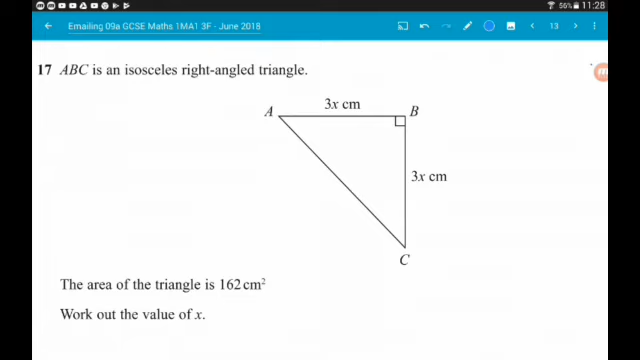 56% 11:28
Emailing 09a GCSE Maths 1MA1 3F - June 2018
13
17 ABC is an isosceles right-angled triangle.
3x cm
A
B
3x cm
C
The area of the triangle is 162 cm²
Work out the value of x.